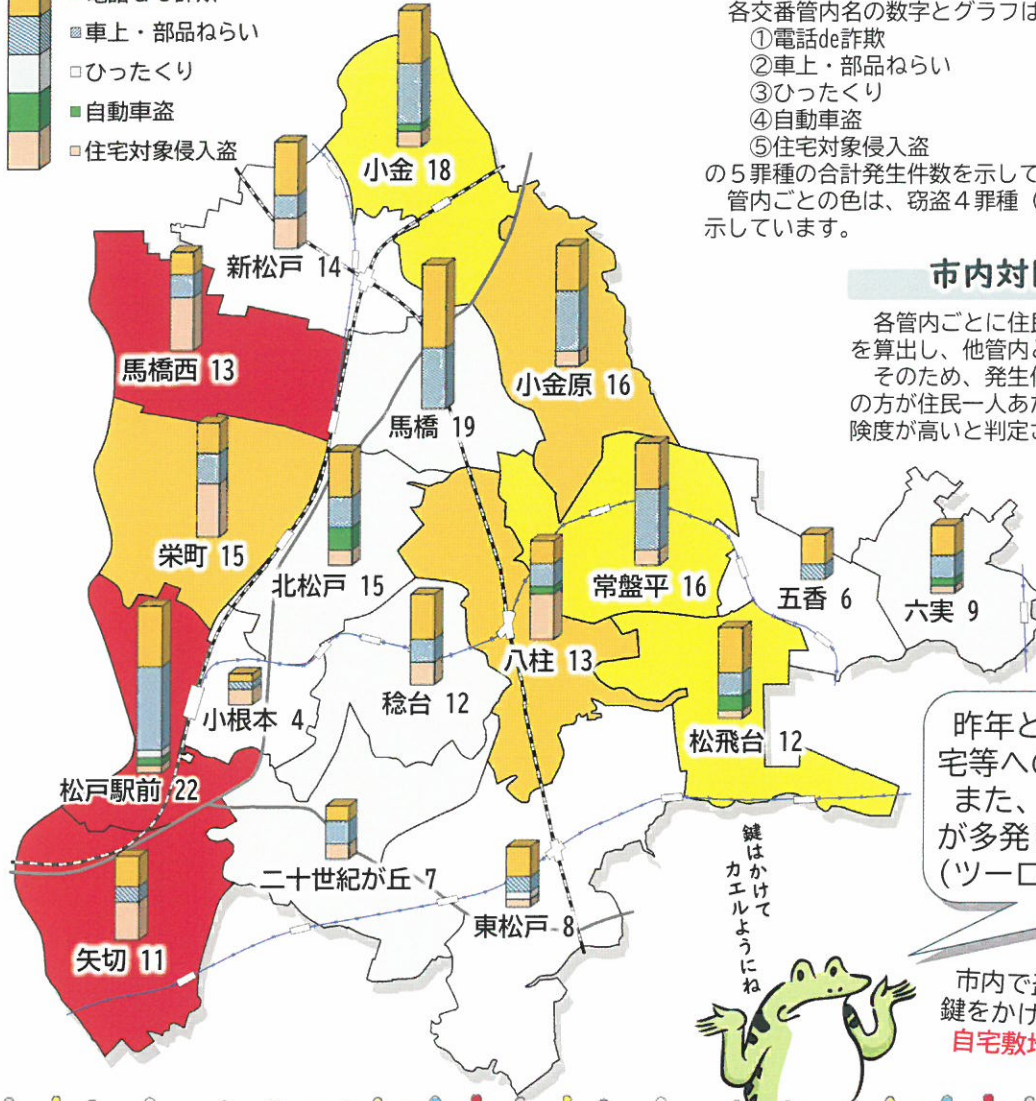 車上・部品ねらい
ひったくり
自動車盗
住宅対象侵入盗
各交番管内名の数字とグラフは
①電話de詐欺
②車上・部品ねらい
③ひったくり
④自動車盗
⑤住宅対象侵入盗
の5罪種の合計発生件数を示して
管内ごとの色は、窃盗4罪種（
示しています。
市内対
各管内ごとに住
を算出し、他管内
そのため、発生
の方が住民一人あ
険度が高いと判定
小金 18
新松戸 14
馬橋西 13
小金原 16
馬橋 19
栄町 15
北松戸 15
常盤平 16
五香 6
六実 9
八柱 13
稔台 12
小根本 4
松飛台 12
松戸駅前 22
二十世紀が丘 7
東松戸 8
矢切 11
昨年と
宅等への
また、
が多発
(ツーロ
鍵はかけて
カエルようにね
市内で
鍵をかけ
自宅敷地